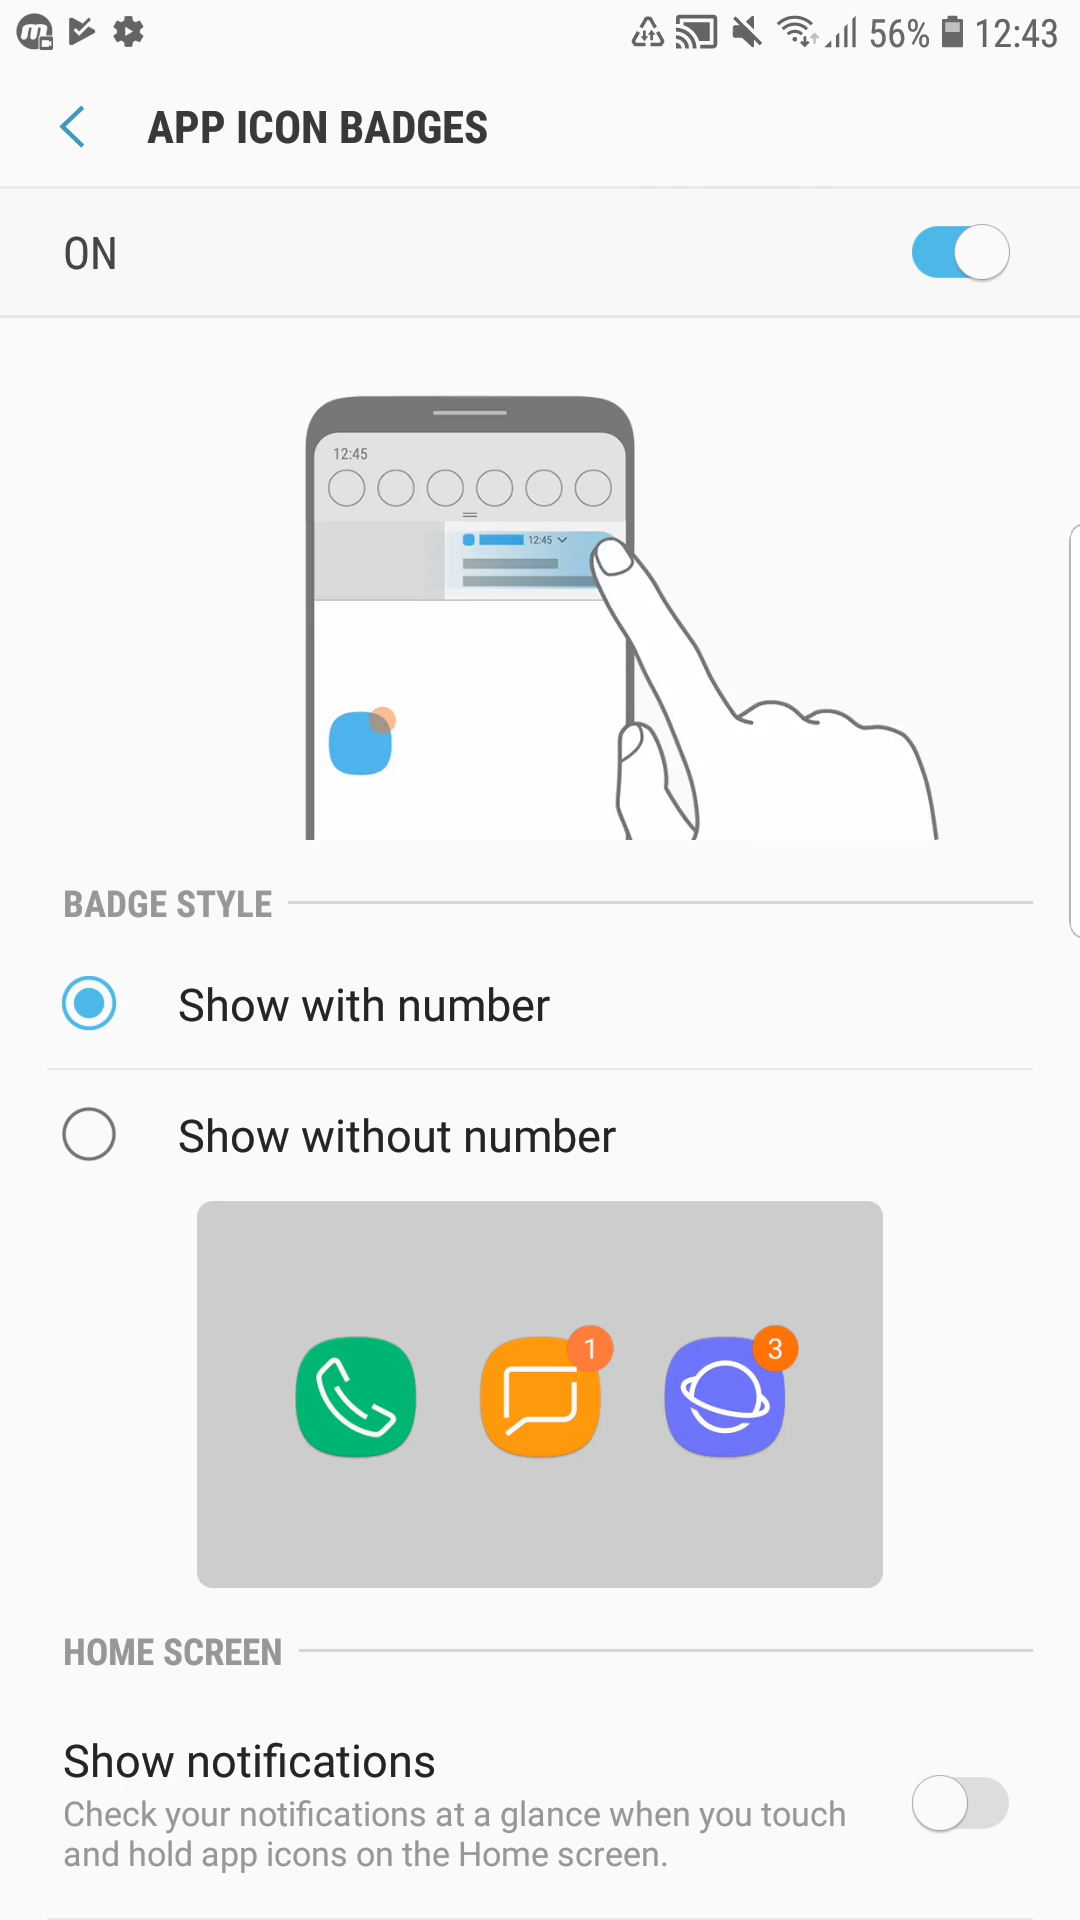 56% 12:43
APP ICON BADGES
ON
12:45
12:45
BADGE STYLE
Show with number
Show without number
1 3
HOME SCREEN
Show notifications
Check your notifications at a glance when you touch
and hold app icons on the Home screen.